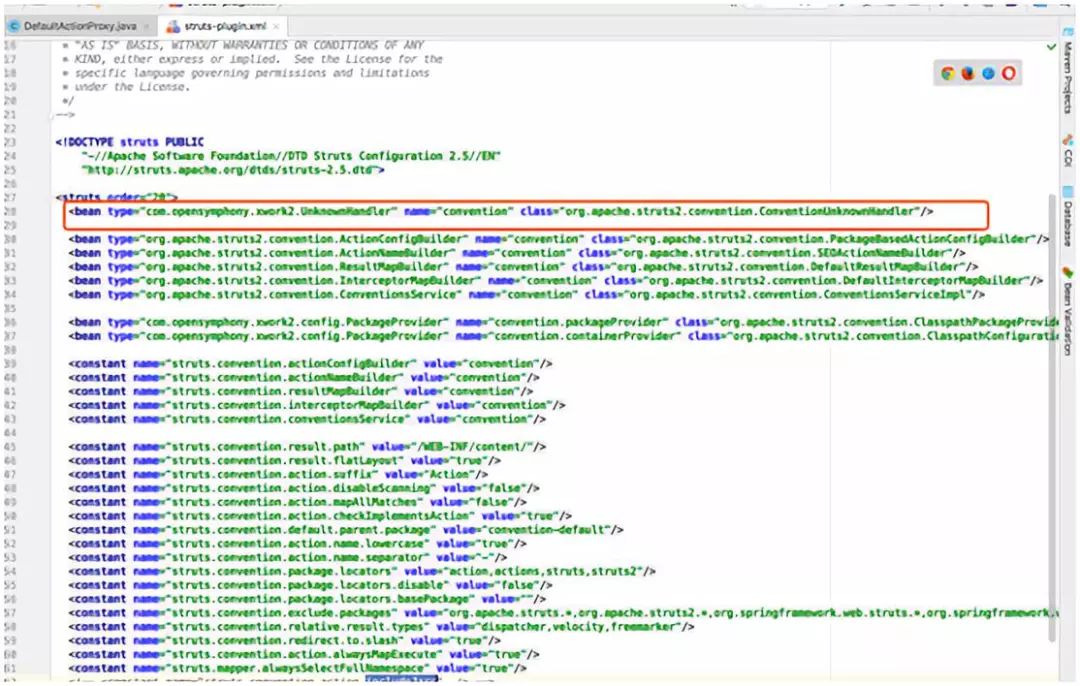 DefaultActionProxy.java
struts-plugin.xml
16 * "AS IS" BASIS, WITHOUT WARRANTIES OR CONDITIONS OF ANY
17 * KIND, either express or implied. See the License for the
18 * specific language governing permissions and limitations
19 * under the License.
20 */
21 -->
22
23 <!DOCTYPE struts PUBLIC
24 "-//Apache Software Foundation//DTD Struts Configuration 2.5//EN"
25 "http://struts.apache.org/dtds/struts-2.5.dtd">
26
27 <struts order="20">
28 <bean type="com.opensymphony.xwork2.UnknownHandler" name="convention" class="org.apache.struts2.convention.ConventionUnknownHandler"/>
29
30 <bean type="org.apache.struts2.convention.ActionConfigBuilder" name="convention" class="org.apache.struts2.convention.PackageBasedActionConfigBuilder"/>
31 <bean type="org.apache.struts2.convention.ActionNameBuilder" name="convention" class="org.apache.struts2.convention.SEOActionNameBuilder"/>
32 <bean type="org.apache.struts2.convention.ResultMapBuilder" name="convention" class="org.apache.struts2.convention.DefaultResultMapBuilder"/>
33 <bean type="org.apache.struts2.convention.InterceptorMapBuilder" name="convention" class="org.apache.struts2.convention.DefaultInterceptorMapBuilder"/>
34 <bean type="org.apache.struts2.convention.ConventionsService" name="convention" class="org.apache.struts2.convention.ConventionsServiceImpl"/>
35
36 <bean type="com.opensymphony.xwork2.config.PackageProvider" name="convention.packageProvider" class="org.apache.struts2.convention.ClasspathPackageProvide
37 <bean type="com.opensymphony.xwork2.config.PackageProvider" name="convention.containerProvider" class="org.apache.struts2.convention.ClasspathConfiguratio
38
39 <constant name="struts.convention.actionConfigBuilder" value="convention"/>
40 <constant name="struts.convention.actionNameBuilder" value="convention"/>
41 <constant name="struts.convention.resultMapBuilder" value="convention"/>
42 <constant name="struts.convention.interceptorMapBuilder" value="convention"/>
43 <constant name="struts.convention.conventionsService" value="convention"/>
44
45 <constant name="struts.convention.result.path" value="/WEB-INF/content/"/>
46 <constant name="struts.convention.result.flatLayout" value="true"/>
47 <constant name="struts.convention.action.suffix" value="Action"/>
48 <constant name="struts.convention.action.disableScanning" value="false"/>
49 <constant name="struts.convention.action.mapAllMatches" value="false"/>
50 <constant name="struts.convention.action.checkImplementsAction" value="true"/>
51 <constant name="struts.convention.default.parent.package" value="convention-default"/>
52 <constant name="struts.convention.action.name.lowercase" value="true"/>
53 <constant name="struts.convention.action.name.separator" value="-"/>
54 <constant name="struts.convention.package.locators" value="action,actions,struts,struts2"/>
55 <constant name="struts.convention.package.locators.disable" value="false"/>
56 <constant name="struts.convention.package.locators.basePackage" value=""/>
57 <constant name="struts.convention.exclude.packages" value="org.apache.struts.*,org.apache.struts2.*,org.springframework.web.struts.*,org.springframework.
58 <constant name="struts.convention.relative.result.types" value="dispatcher,velocity,freemarker"/>
59 <constant name="struts.convention.redirect.to.slash" value="true"/>
60 <constant name="struts.convention.action.alwaysMapExecute" value="true"/>
61 <constant name="struts.mapper.alwaysSelectFullNamespace" value="true"/>
Maven Projects
CDI
Database
Bean Validation